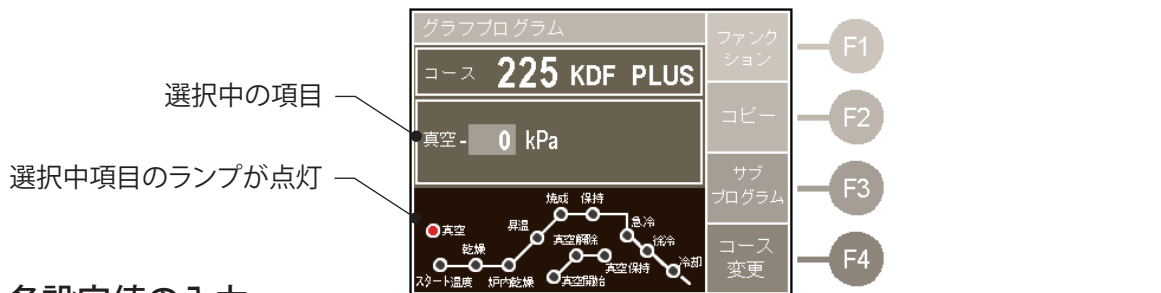 グラフプログラム
コース 225 KDF PLUS
真空- 0 kPa
選択中の項目
選択中項目のランプが点灯
焼成 保持
真空
昇温
急冷
乾燥
真空解除
徐冷
真空保持
冷却
スタート温度
炉内乾燥
真空開始
ファンク
ション
F1
コピー
F2
サブ
プログラム
F3
コース
変更
F4